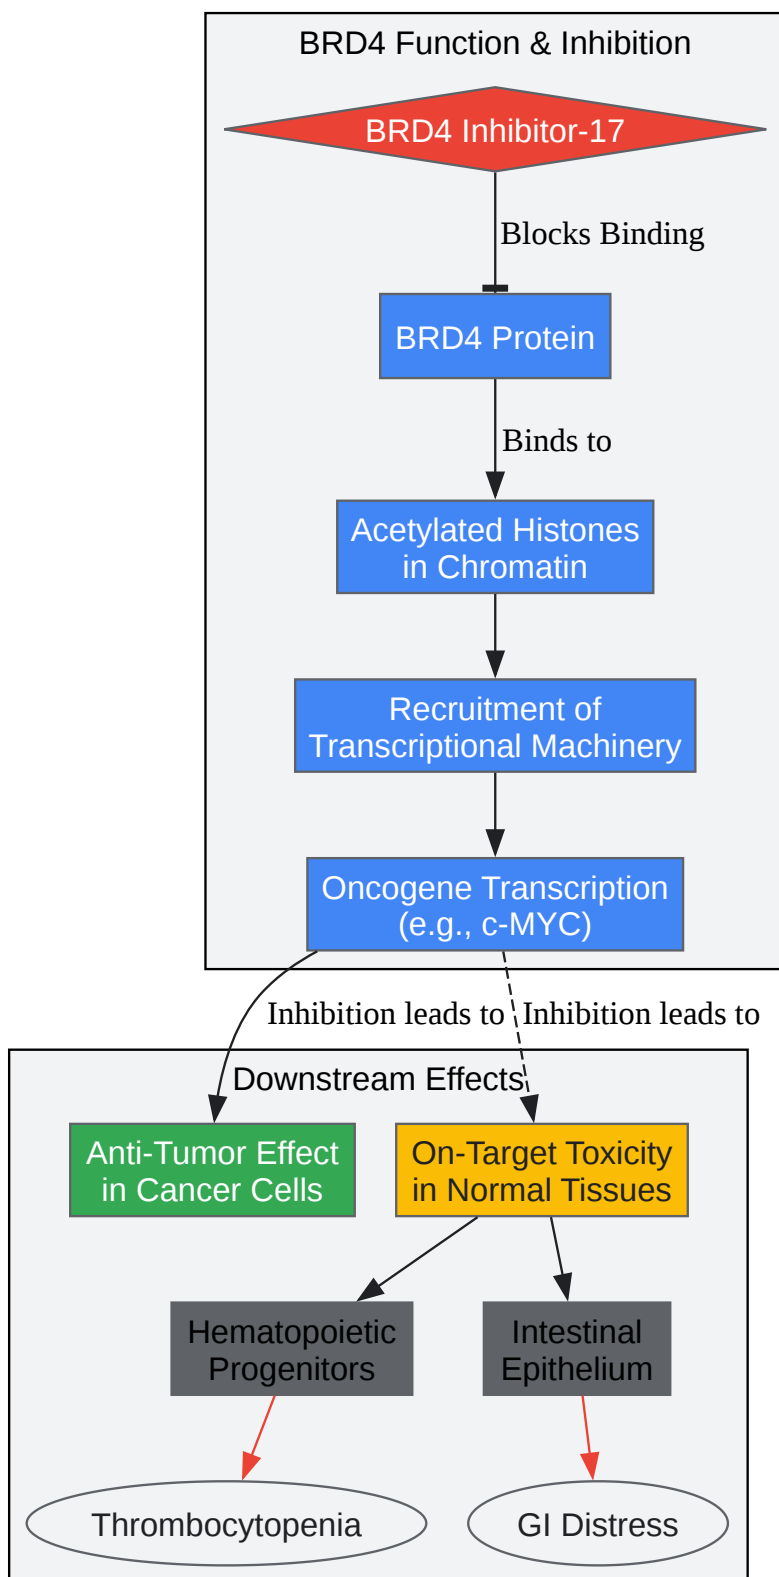 BRD4 Function & Inhibition
BRD4 Inhibitor-17
Blocks Binding
BRD4 Protein
Binds to
Acetylated Histones
in Chromatin
Recruitment of
Transcriptional Machinery
Oncogene Transcription
(e.g., c-MYC)
Inhibition leads to
Inhibition leads to
Downstream Effects
Anti-Tumor Effect
in Cancer Cells
On-Target Toxicity
in Normal Tissues
Hematopoietic
Progenitors
Intestinal
Epithelium
Thrombocytopenia
GI Distress